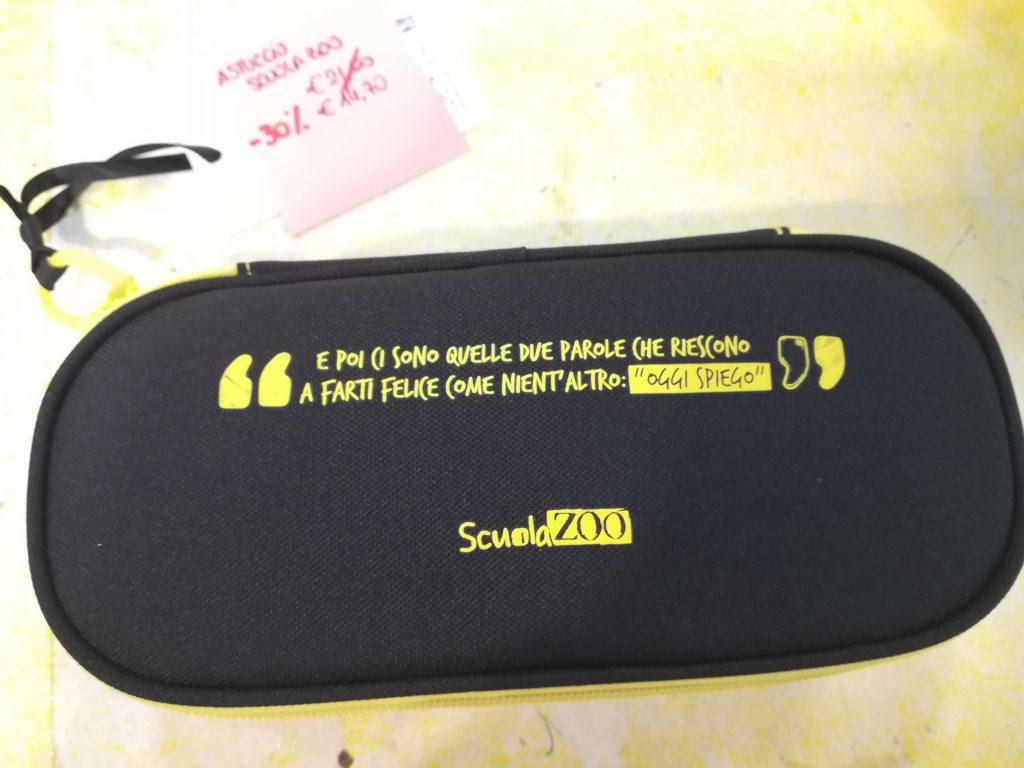 ASTUCCIO
SCUOLA ZOO
€ 21,00
-30% € 14,70
E POI CI SONO QUELLE DUE PAROLE CHE RIESCONO
A FARTI FELICE COME NIENT'ALTRO: "OGGI SPIEGO"
ScuolaZOO